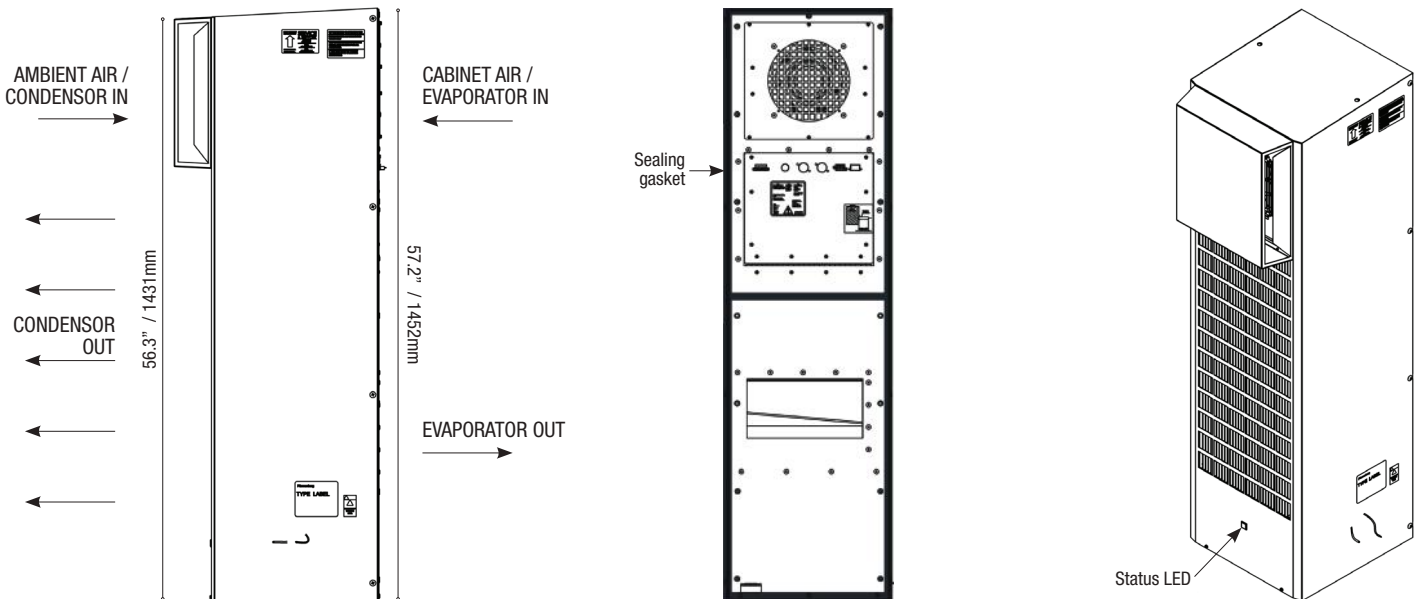 AMBIENT AIR /
CONDENSOR IN
CONDENSOR
OUT
56.3” / 1431mm
57.2” / 1452mm
CABINET AIR /
EVAPORATOR IN
EVAPORATOR OUT
TYPE LABEL
Sealing
gasket
TYPE LABEL
Status LED